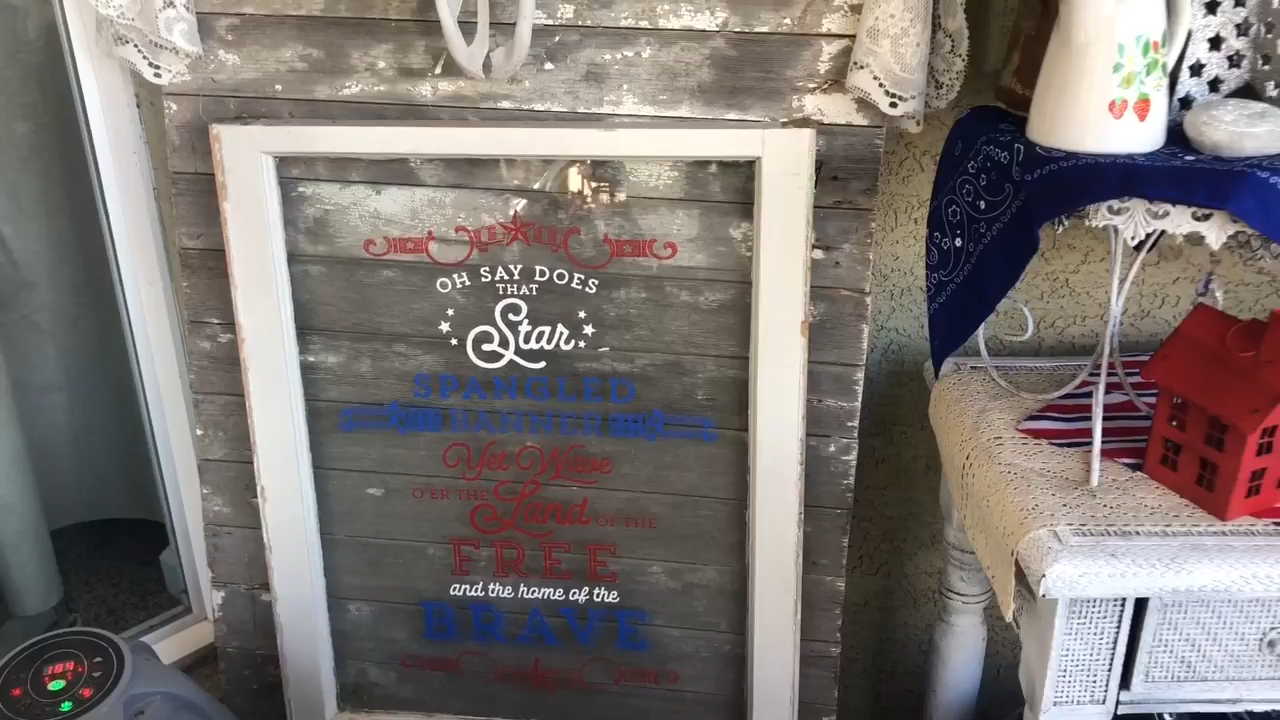 OH SAY DOES
THAT
Star
SPANGLED
BANNER
Yet Wave
O'ER THE Land OF THE
FREE
and the home of the
BRAVE
104